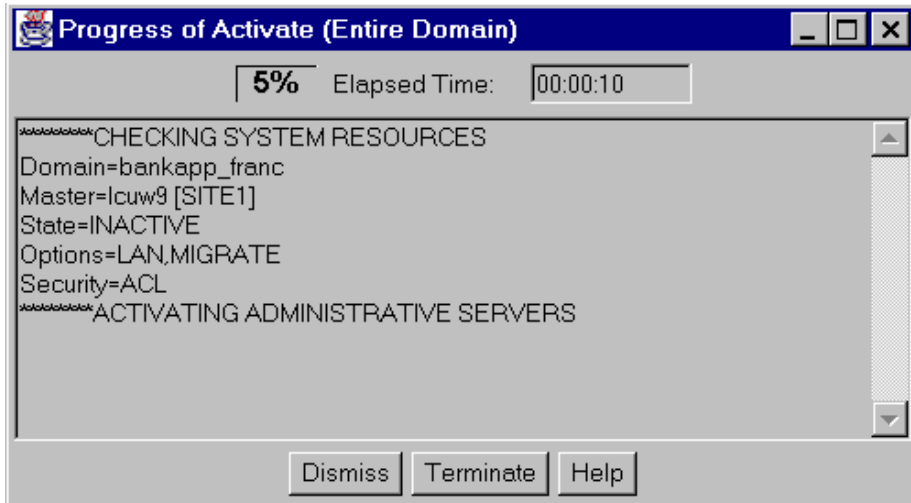 Progress of Activate (Entire Domain)
5% Elapsed Time: 00:00:10
*********CHECKING SYSTEM RESOURCES
Domain=bankapp_franc
Master=lcuw9 [SITE1]
State=INACTIVE
Options=LAN,MIGRATE
Security=ACL
*********ACTIVATING ADMINISTRATIVE SERVERS
Dismiss Terminate Help